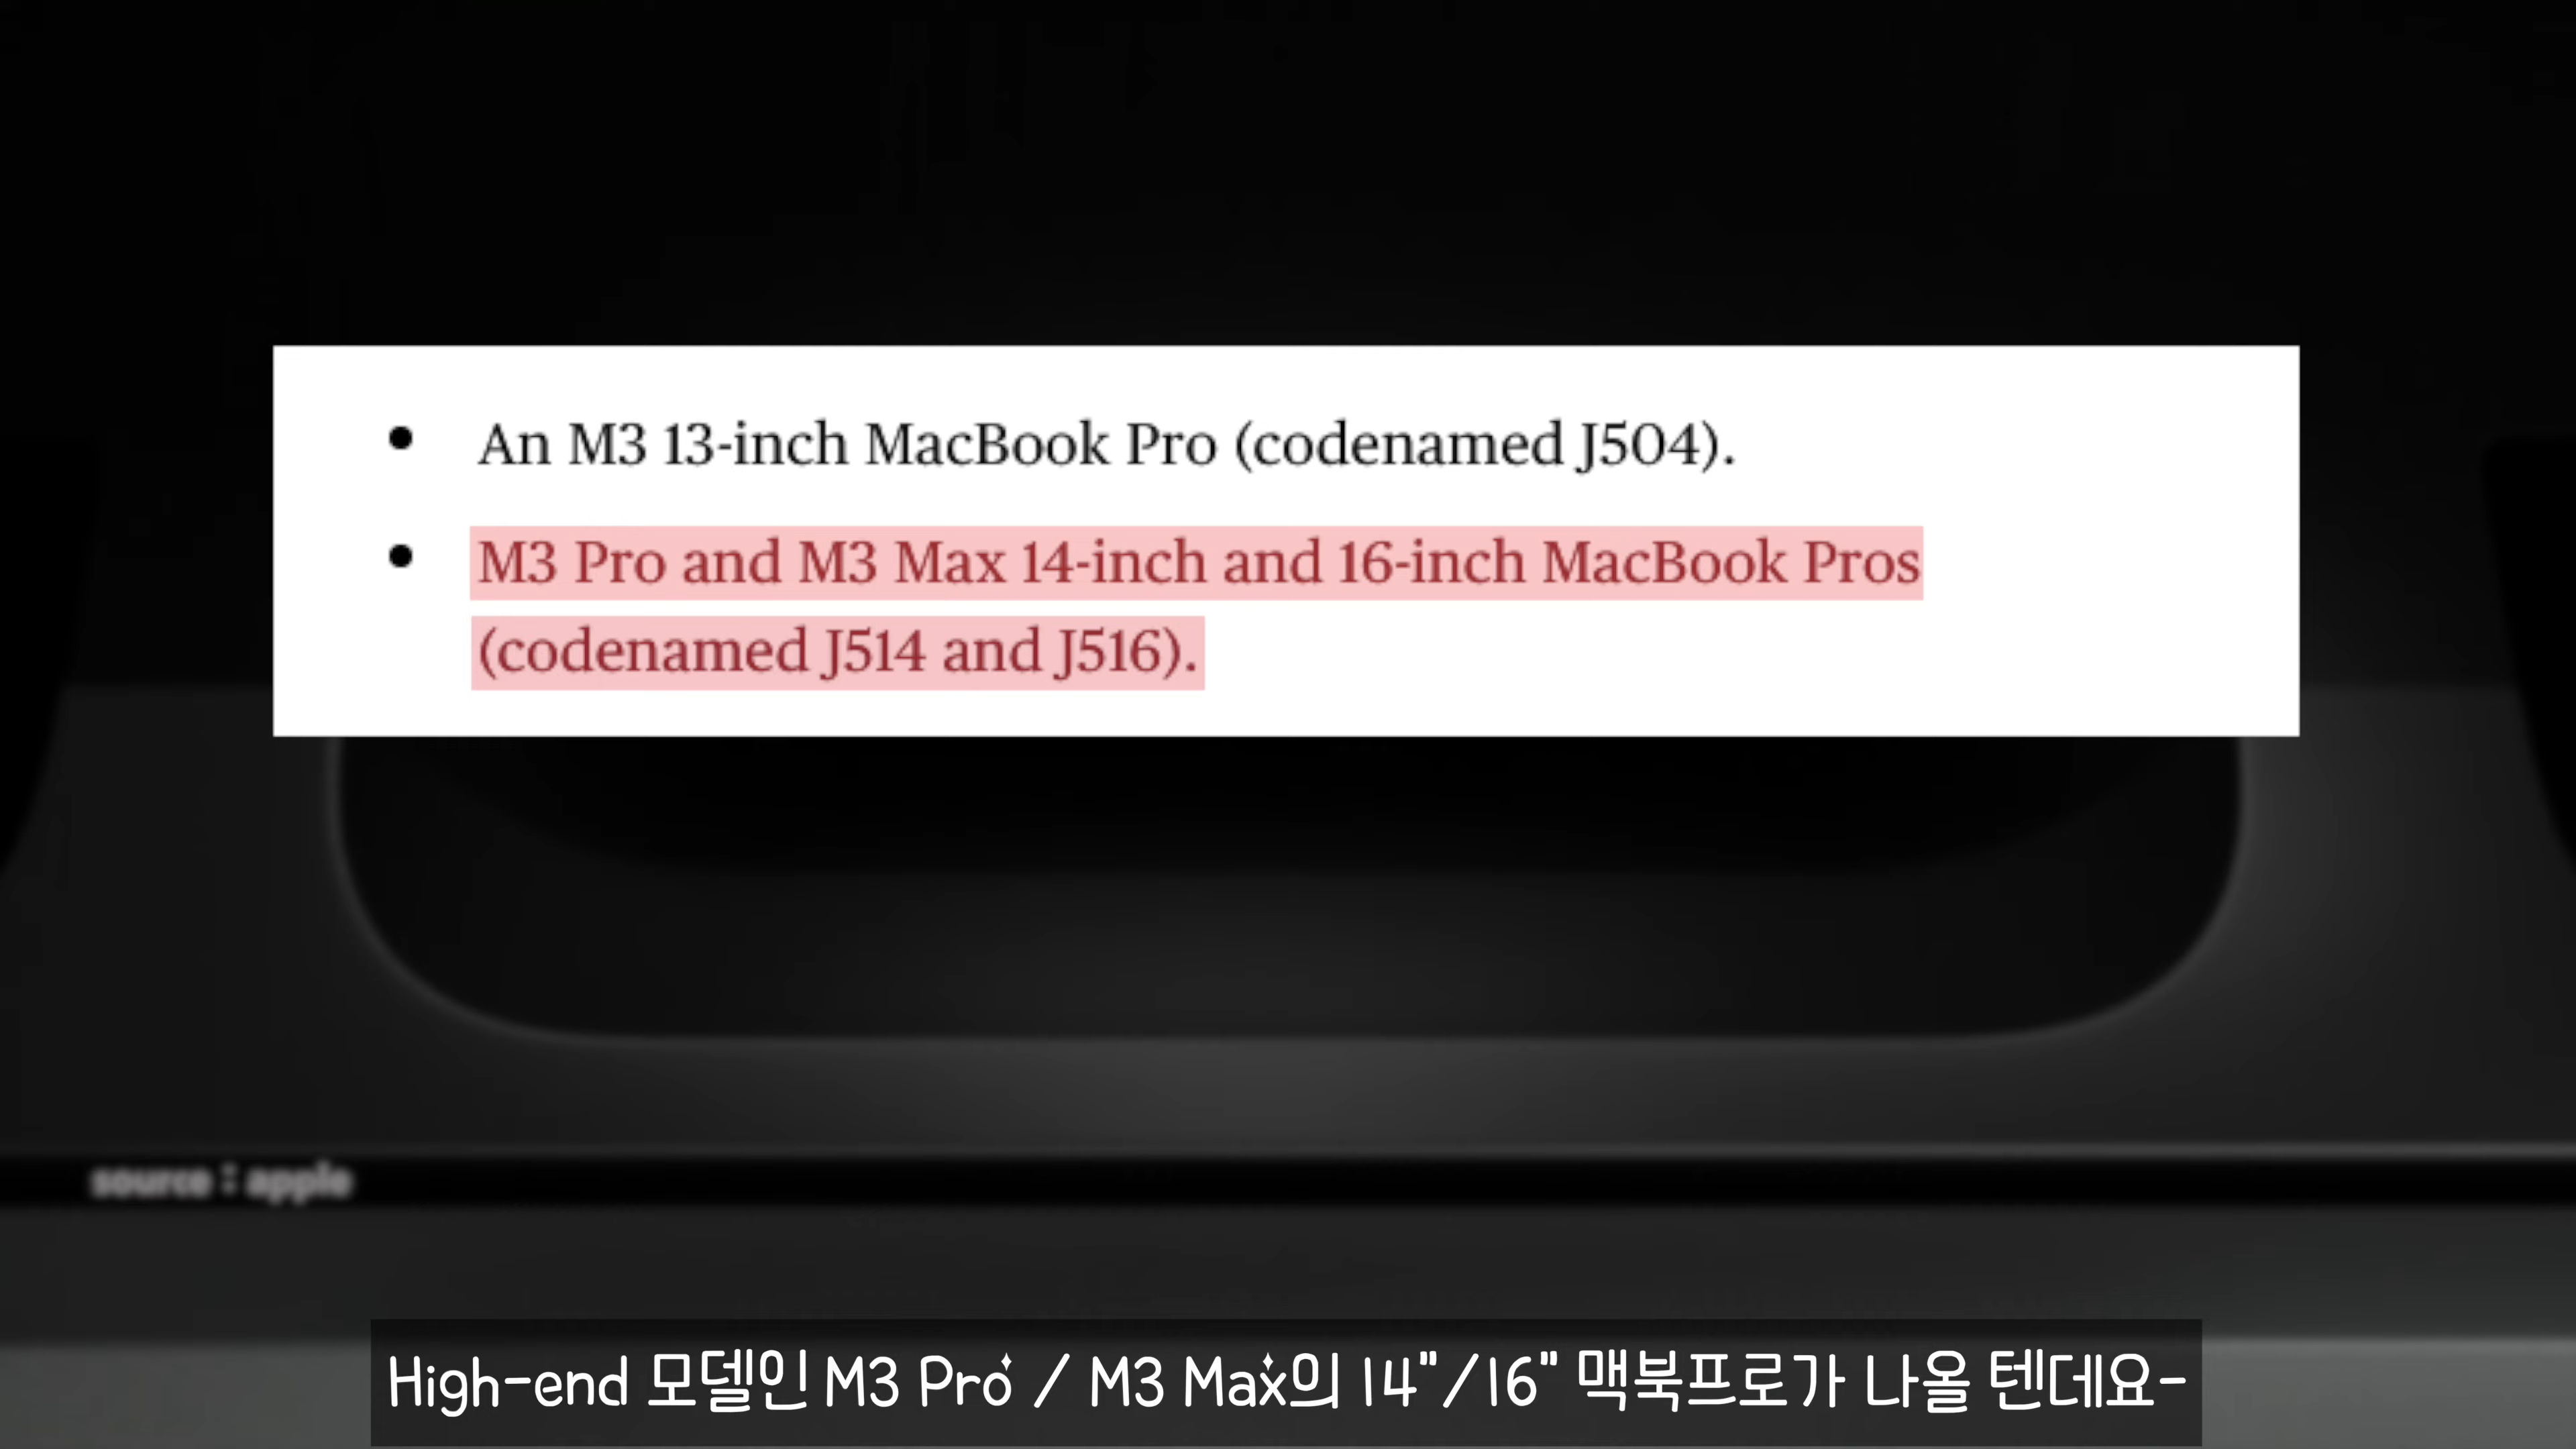 • An M3 13-inch MacBook Pro (codenamed J504).
• M3 Pro and M3 Max 14-inch and 16-inch MacBook Pros
(codenamed J514 and J516).
source : apple
High-end 모델인 M3 Pro / M3 Max의 14"/16" 맥북프로가 나올 텐데요-